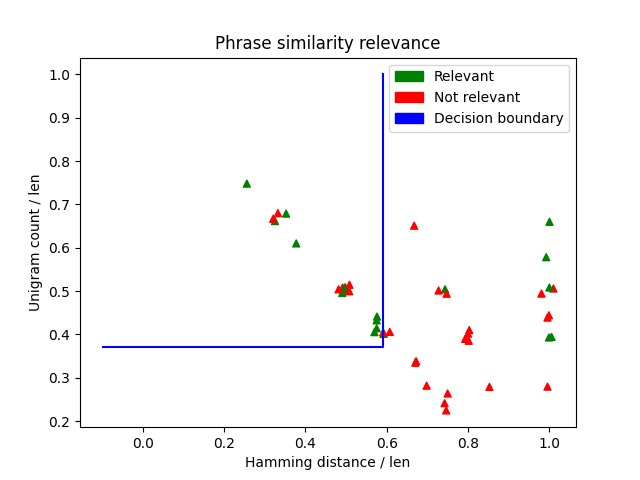 Phrase similarity relevance
Relevant
Not relevant
Decision boundary
Unigram count / len
1.0
0.9
0.8
0.7
0.6
0.5
0.4
0.3
0.2
0.0 0.2 0.4 0.6 0.8 1.0
Hamming distance / len